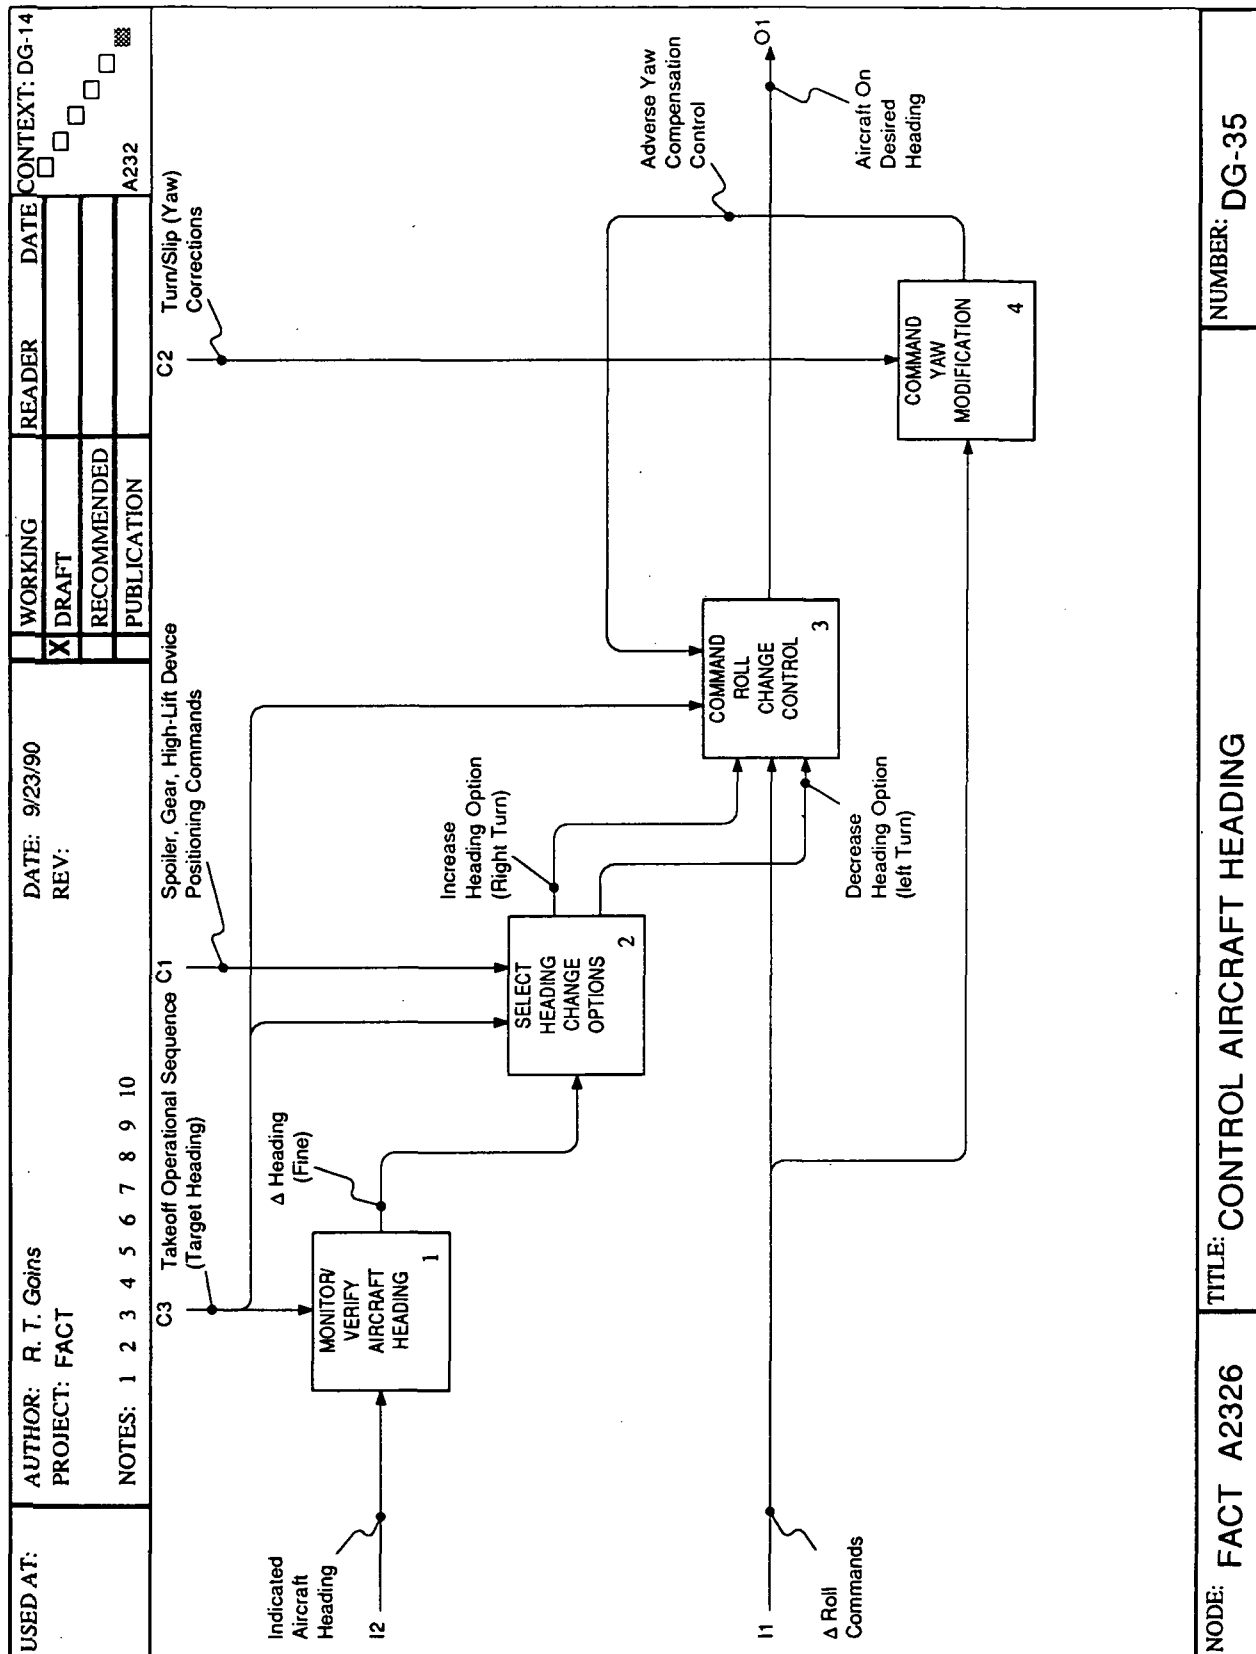 USED AT:
AUTHOR: R. T. Goins
PROJECT: FACT
NOTES: 1 2 3 4 5 6 7 8 9 10
DATE: 9/23/90
REV:
WORKING
X DRAFT
RECOMMENDED
PUBLICATION
READER
DATE
CONTEXT: DG-14
A232
C3
Takeoff Operational Sequence
(Target Heading)
C1
Spoiler, Gear, High-Lift Device
Positioning Commands
C2
Turn/Slip (Yaw)
Corrections
Indicated
Aircraft
Heading
I2
MONITOR/
VERIFY
AIRCRAFT
HEADING
1
Δ Heading
(Fine)
SELECT
HEADING
CHANGE
OPTIONS
2
Increase
Heading Option
(Right Turn)
Adverse Yaw
Compensation
Control
COMMAND
ROLL
CHANGE
CONTROL
3
O1
Aircraft On
Desired
Heading
I1
Δ Roll
Commands
Decrease
Heading Option
(left Turn)
COMMAND
YAW
MODIFICATION
4
NODE: FACT A2326
TITLE: CONTROL AIRCRAFT HEADING
NUMBER: DG-35